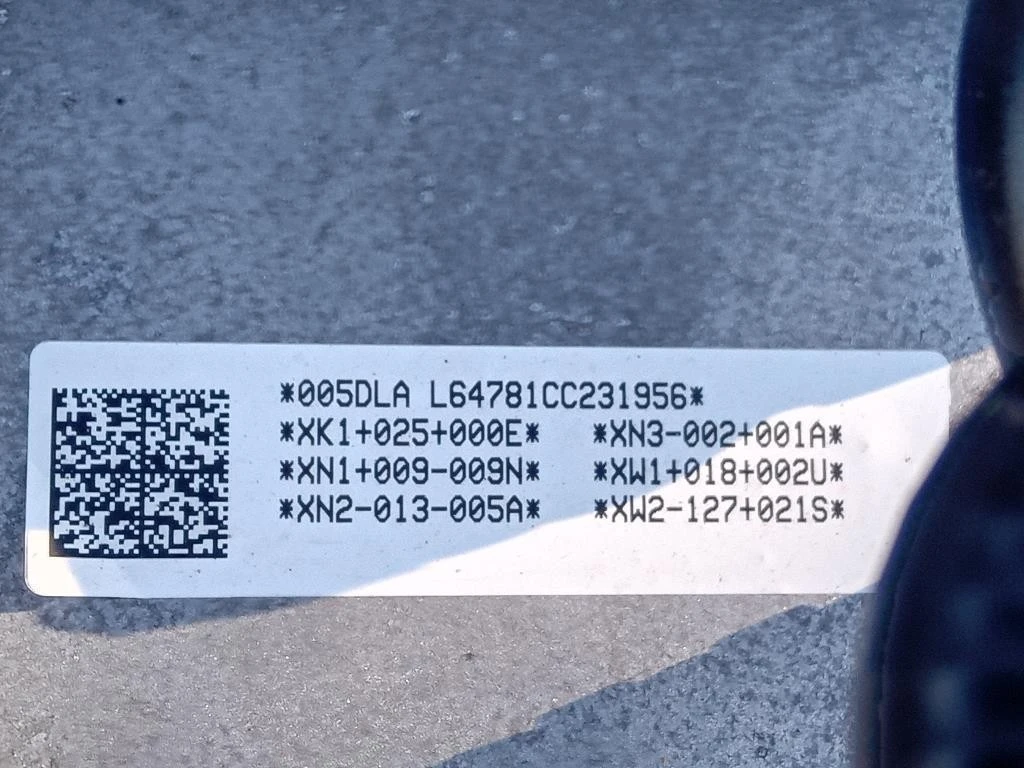 *005DLA L64781CC231956*
*XK1+025+000E* *XN3-002+001A*
*XN1+009-009N* *XW1+018+002U*
*XN2-013-005A* *XW2-127+021S*